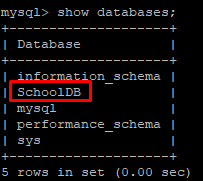 mysql> show databases;
+--------------------+
| Database           |
+--------------------+
| information_schema |
| SchoolDB           |
| mysql              |
| performance_schema |
| sys                |
+--------------------+
5 rows in set (0.00 sec)